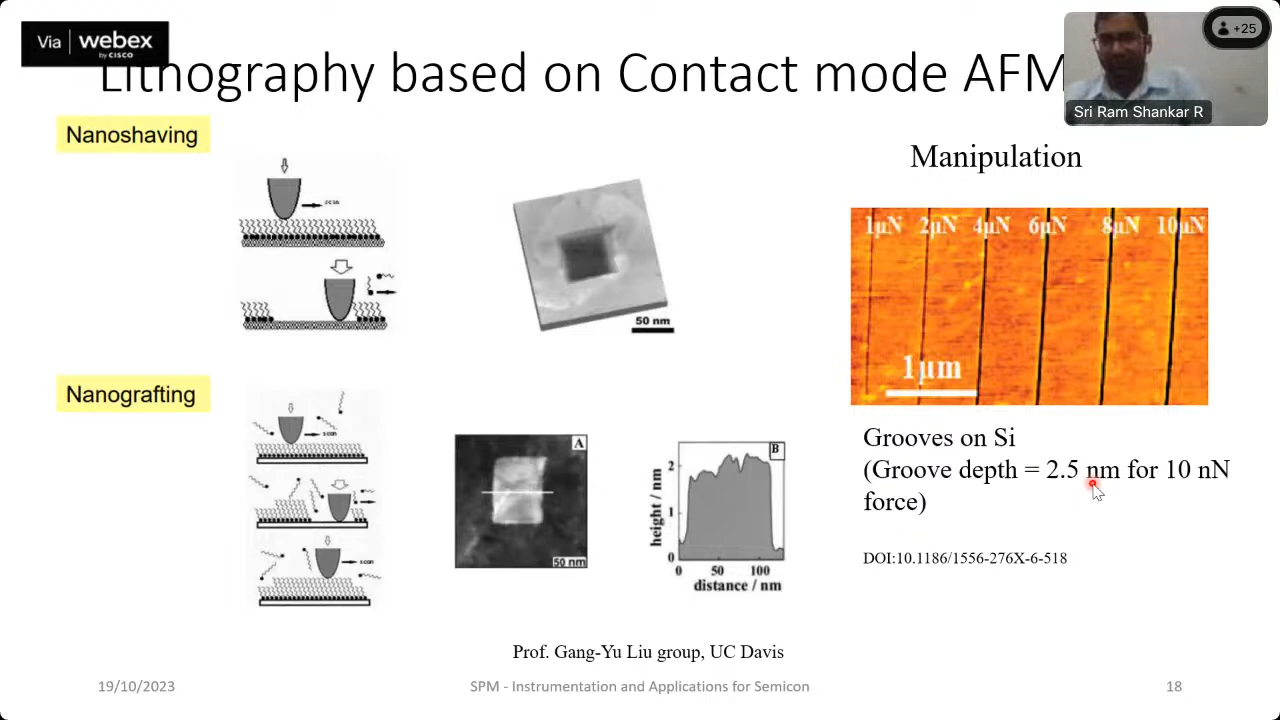 Via webex
by CISCO
Lithography based on Contact mode AFM
+25
Sri Ram Shankar R
Nanoshaving
scan
50 nm
Manipulation
1µN 2µN 4µN 6µN 8µN 10µN
1µm
Grooves on Si
(Groove depth = 2.5 nm for 10 nN
force)
DOI:10.1186/1556-276X-6-518
Nanografting
scan
scan
A
50 nm
B
height / nm
2
1
0
0 50 100
distance / nm
Prof. Gang-Yu Liu group, UC Davis
19/10/2023
SPM - Instrumentation and Applications for Semicon
18